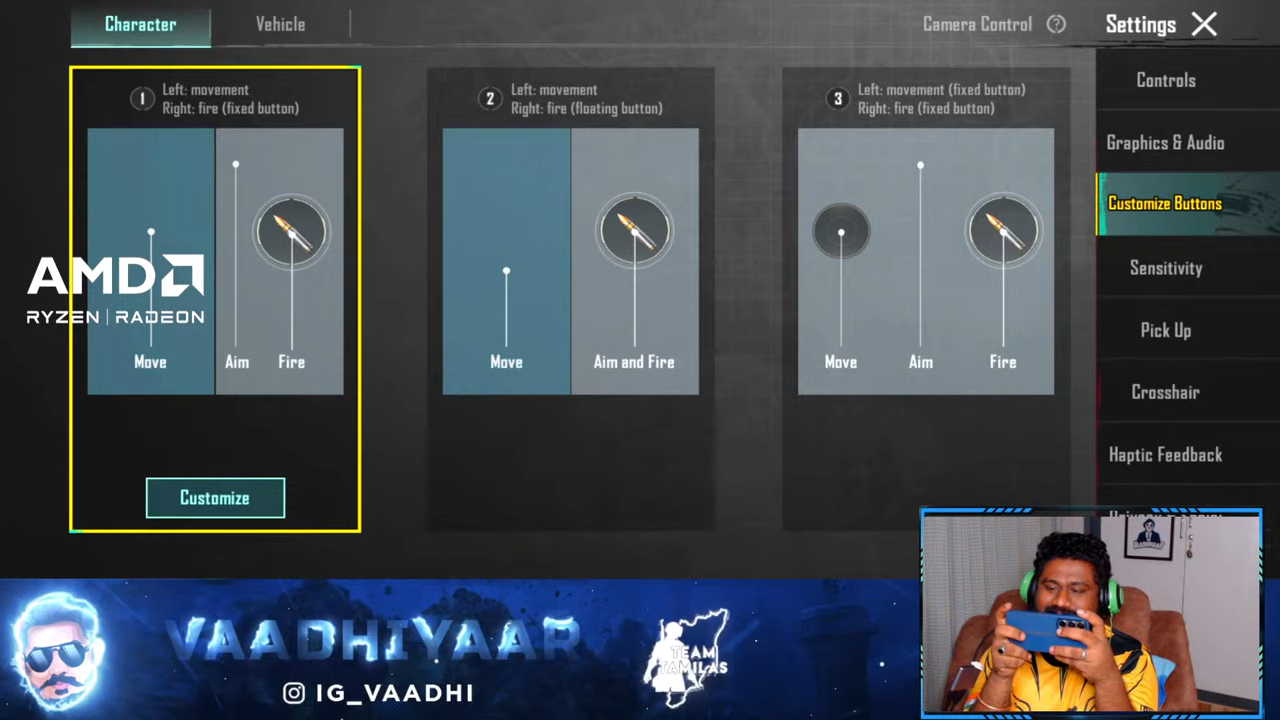 Character
Vehicle
Camera Control
?
Settings
1
Left: movement
Right: fire (fixed button)
Move
Aim
Fire
Customize
2
Left: movement
Right: fire (floating button)
Move
Aim and Fire
3
Left: movement (fixed button)
Right: fire (fixed button)
Move
Aim
Fire
Controls
Graphics & Audio
Customize Buttons
Sensitivity
Pick Up
Crosshair
Haptic Feedback
AMD
RYZEN | RADEON
VAADHIYAAR
IG_VAADHI
TEAM
TAMILAS